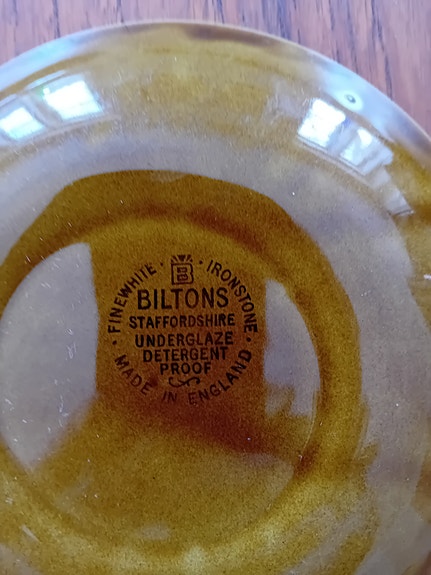 FINEWHITE · IRONSTONE
B
BILTONS
STAFFORDSHIRE
UNDERGLAZE
DETERGENT
PROOF
MADE IN ENGLAND